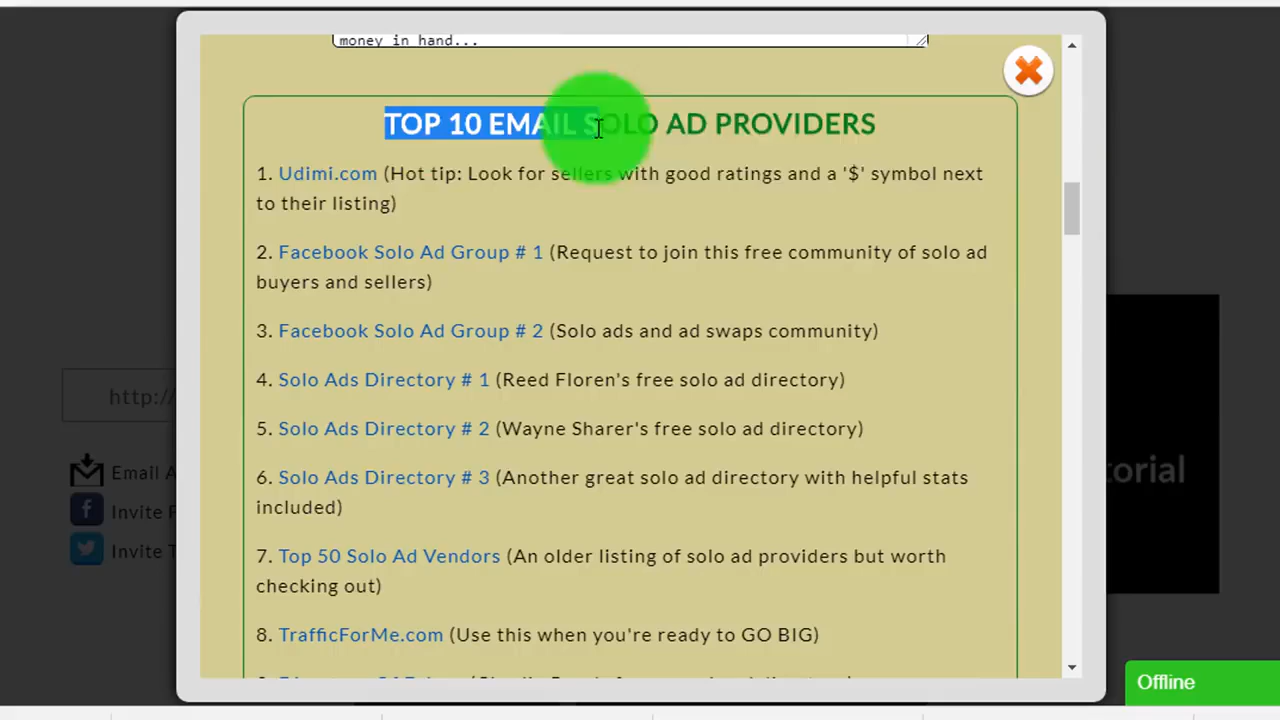 money in hand...
TOP 10 EMAIL SOLO AD PROVIDERS
1. Udimi.com (Hot tip: Look for sellers with good ratings and a '$' symbol next
to their listing)
2. Facebook Solo Ad Group # 1 (Request to join this free community of solo ad
buyers and sellers)
3. Facebook Solo Ad Group # 2 (Solo ads and ad swaps community)
4. Solo Ads Directory # 1 (Reed Floren's free solo ad directory)
5. Solo Ads Directory # 2 (Wayne Sharer's free solo ad directory)
6. Solo Ads Directory # 3 (Another great solo ad directory with helpful stats
included)
7. Top 50 Solo Ad Vendors (An older listing of solo ad providers but worth
checking out)
8. TrafficForMe.com (Use this when you're ready to GO BIG)
http:/
Email A
Invite
Invite T
torial
Offline